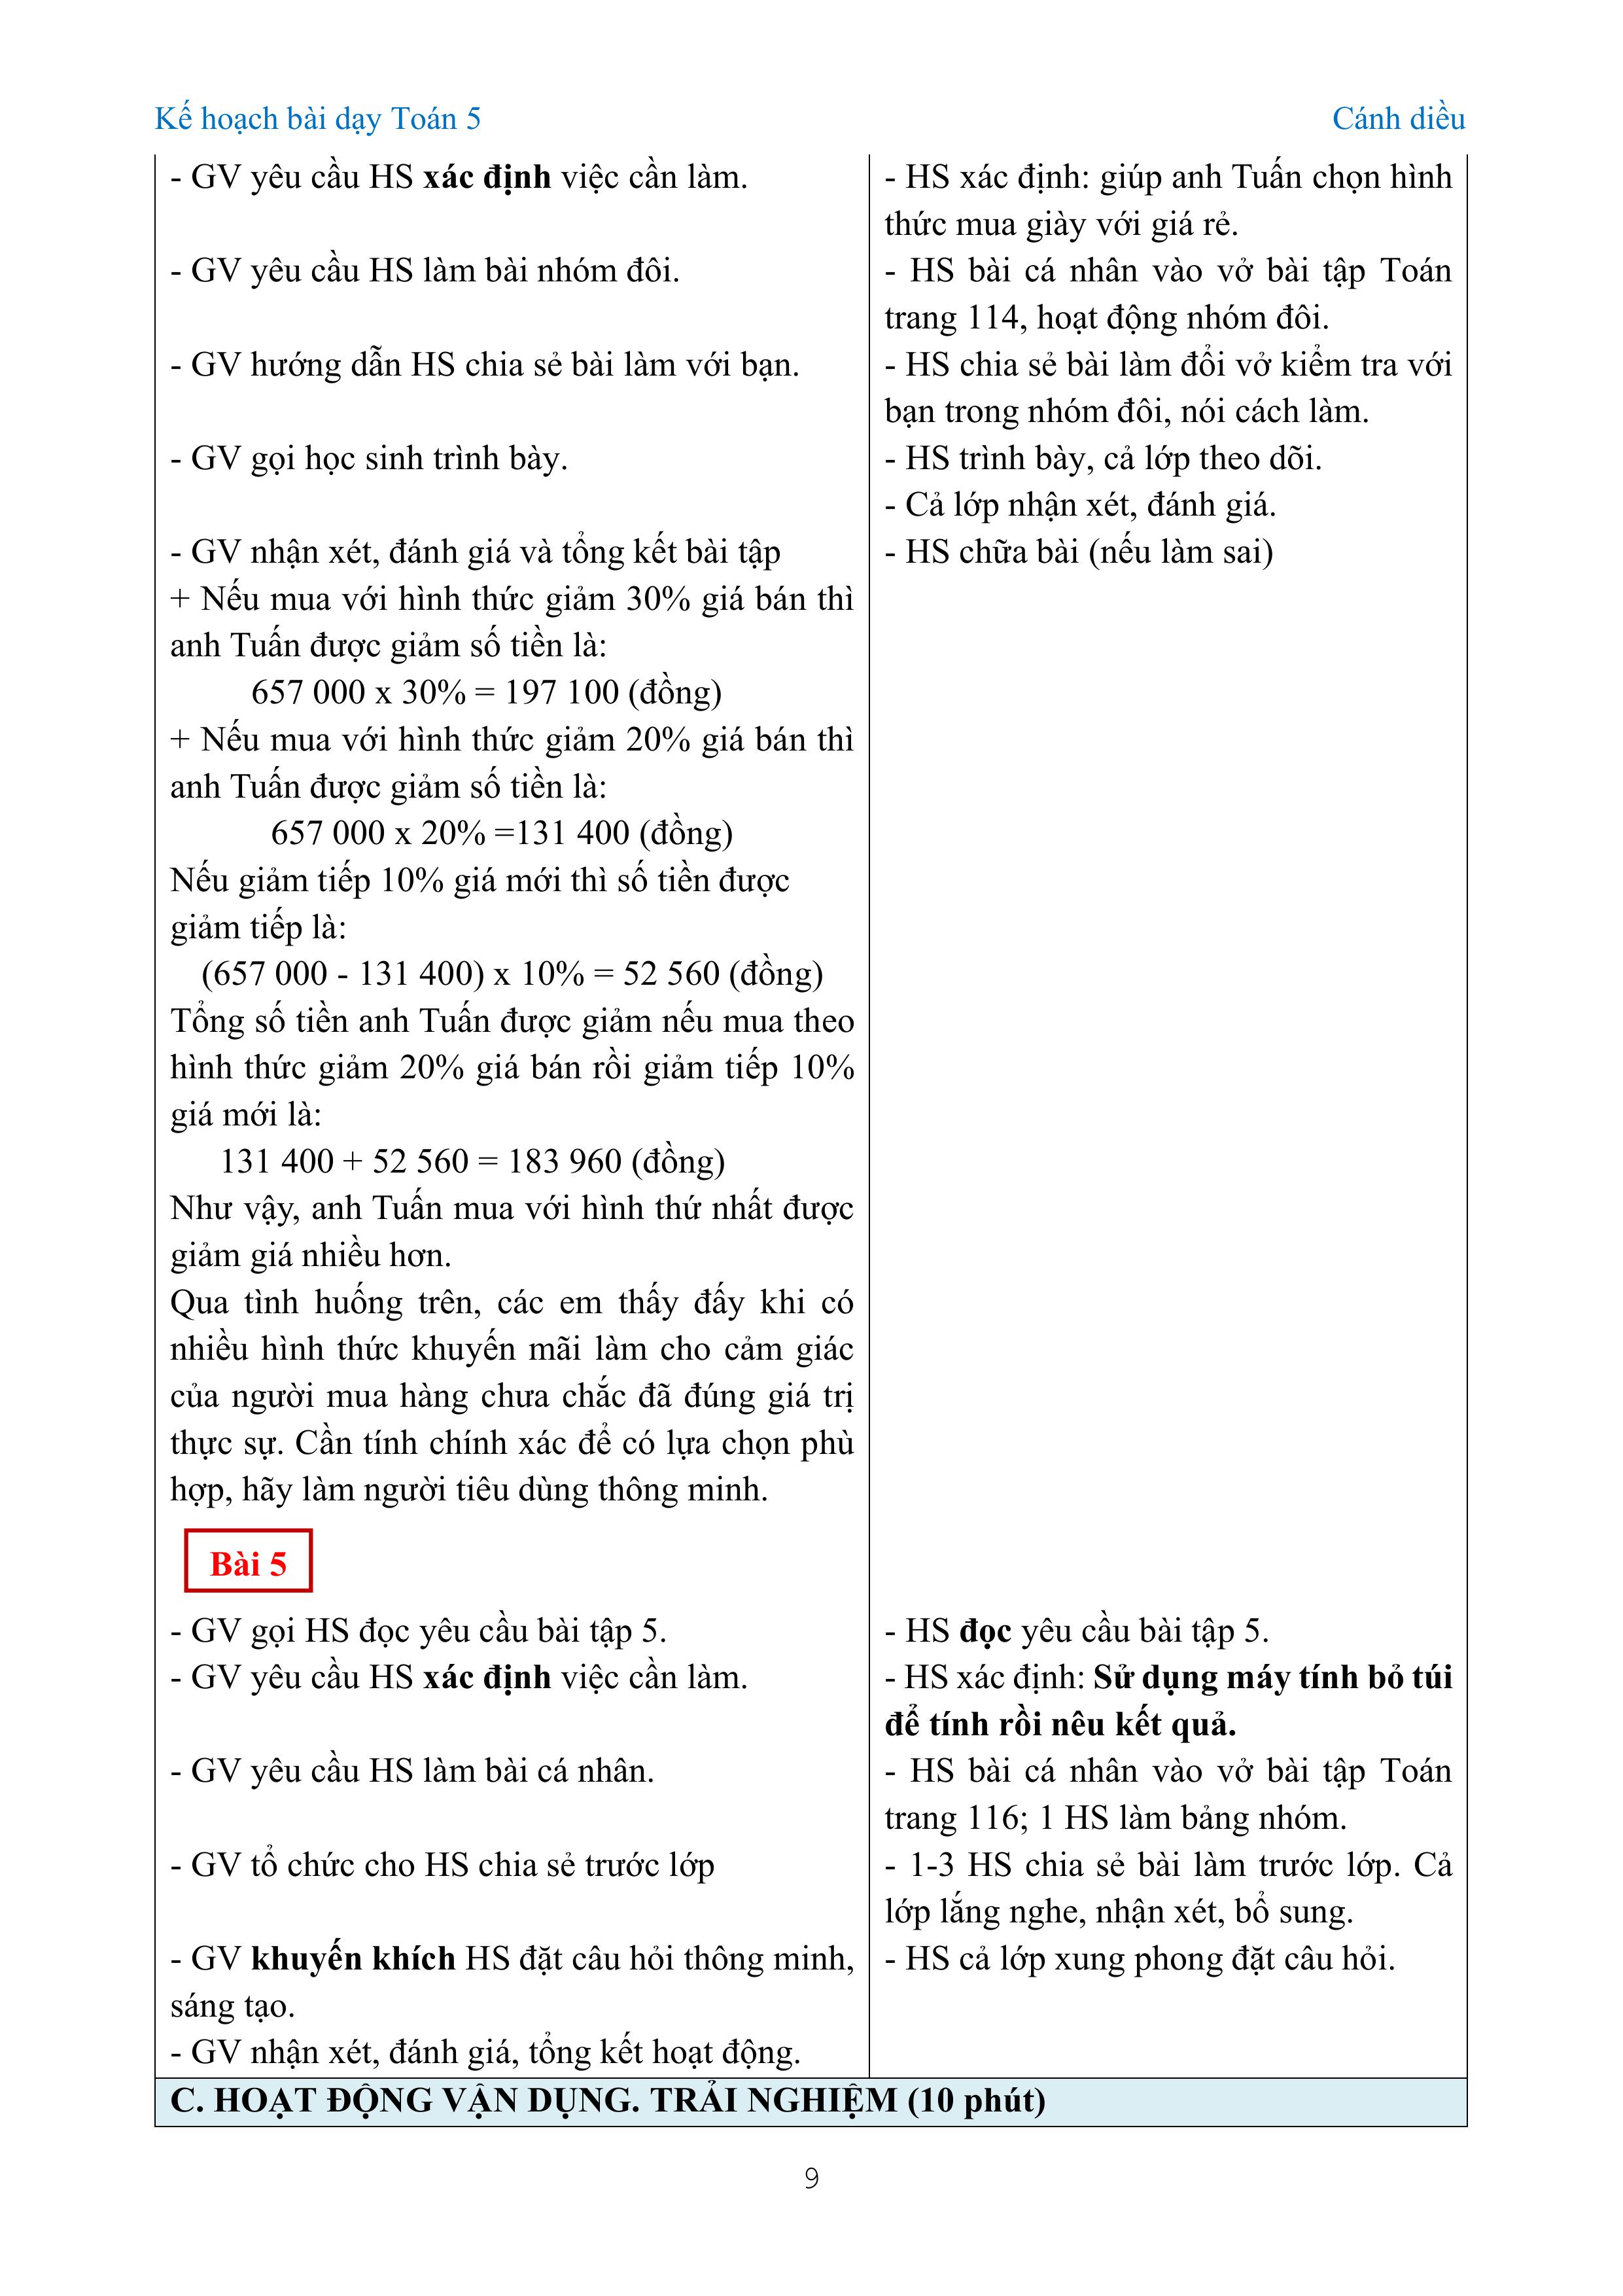 Kế hoạch bài dạy Toán 5
Cánh diều
- GV yêu cầu HS xác định việc cần làm.
- GV yêu cầu HS làm bài nhóm đôi.
- GV hướng dẫn HS chia sẻ bài làm với bạn.
- GV gọi học sinh trình bày.
- GV nhận xét, đánh giá và tổng kết bài tập
+ Nếu mua với hình thức giảm 30% giá bán thì
anh Tuấn được giảm số tiền là:
657 000 x 30% = 197 100 (đồng)
+ Nếu mua với hình thức giảm 20% giá bán thì
anh Tuấn được giảm số tiền là:
657 000 x 20% =131 400 (đồng)
Nếu giảm tiếp 10% giá mới thì số tiền được
giảm tiếp là:
(657 000 - 131 400) x 10% = 52 560 (đồng)
Tổng số tiền anh Tuấn được giảm nếu mua theo
hình thức giảm 20% giá bán rồi giảm tiếp 10%
giá mới là:
131 400 + 52 560 = 183 960 (đồng)
Như vậy, anh Tuấn mua với hình thứ nhất được
giảm giá nhiều hơn.
Qua tình huống trên, các em thấy đấy khi có
nhiều hình thức khuyến mãi làm cho cảm giác
của người mua hàng chưa chắc đã đúng giá trị
thực sự. Cần tính chính xác để có lựa chọn phù
hợp, hãy làm người tiêu dùng thông minh.
- HS xác định: giúp anh Tuấn chọn hình
thức mua giày với giá rẻ.
- HS bài cá nhân vào vở bài tập Toán
trang 114, hoạt động nhóm đôi.
- HS chia sẻ bài làm đổi vở kiểm tra với
bạn trong nhóm đôi, nói cách làm.
- HS trình bày, cả lớp theo dõi.
- Cả lớp nhận xét, đánh giá.
- HS chữa bài (nếu làm sai)
Bài 5
- GV gọi HS đọc yêu cầu bài tập 5.
- GV yêu cầu HS xác định việc cần làm.
- GV yêu cầu HS làm bài cá nhân.
- GV tổ chức cho HS chia sẻ trước lớp
- GV khuyến khích HS đặt câu hỏi thông minh,
sáng tạo.
- GV nhận xét, đánh giá, tổng kết hoạt động.
- HS đọc yêu cầu bài tập 5.
- HS xác định: Sử dụng máy tính bỏ túi
để tính rồi nêu kết quả.
- HS bài cá nhân vào vở bài tập Toán
trang 116; 1 HS làm bảng nhóm.
- 1-3 HS chia sẻ bài làm trước lớp. Cả
lớp lắng nghe, nhận xét, bổ sung.
- HS cả lớp xung phong đặt câu hỏi.
C. HOẠT ĐỘNG VẬN DỤNG. TRẢI NGHIỆM (10 phút)
9